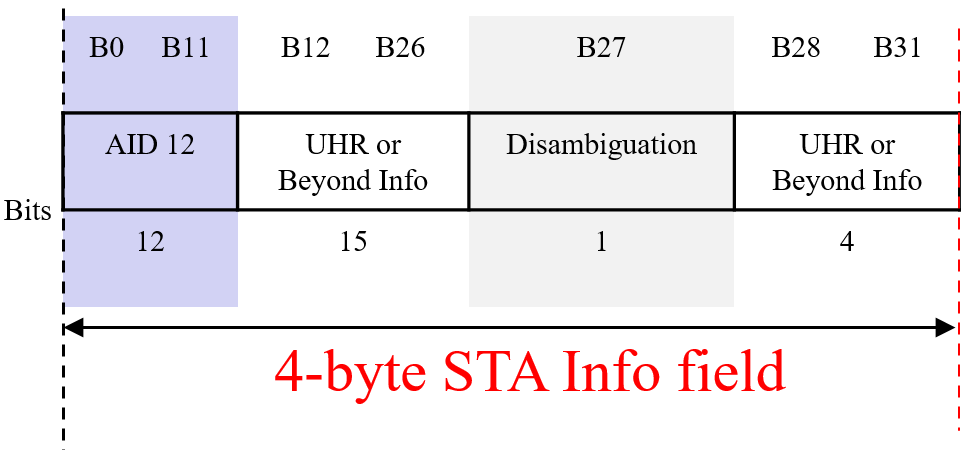 B0 B11 B12 B26 B27 B28 B31
AID 12 UHR or Disambiguation UHR or
Beyond Info Beyond Info
Bits
12 15 1 4
4-byte STA Info field